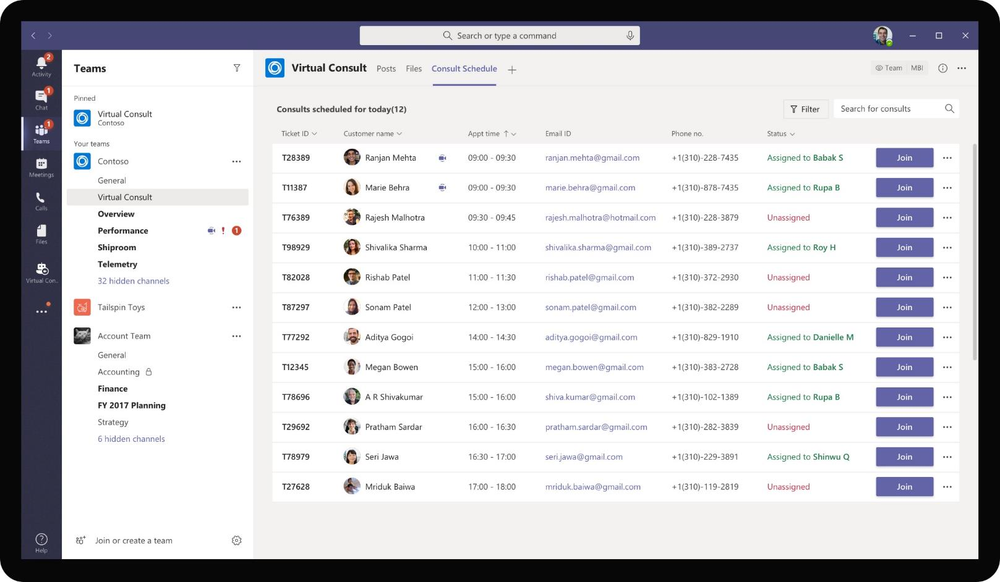 Search or type a command
2
Activity
1
Chat
1
Teams
Meetings
Calls
Files
Virtual Con..
Help
Teams
Pinned
Virtual Consult
Contoso
Your teams
Contoso
General
Virtual Consult
Overview
Performance ! 1
Shiproom
Telemetry
32 hidden channels
Tailspin Toys
Account Team
General
Accounting
Finance
FY 2017 Planning
Strategy
6 hidden channels
Join or create a team
Virtual Consult Posts Files Consult Schedule Team MBI
Consults scheduled for today(12) Filter Search for consults
Ticket ID Customer name Appt time Email ID Phone no. Status
T28389 Ranjan Mehta 09:00 - 09:30 ranjan.mehta@gmail.com +1(310)-228-7435 Assigned to Babak S Join
T11387 Marie Behra 09:00 - 09:30 marie.behra@gmail.com +1(310)-878-7435 Assigned to Rupa B Join
T76389 Rajesh Malhotra 09:30 - 09:45 rajesh.malhotra@hotmail.com +1(310)-228-3879 Unassigned Join
T98929 Shivalika Sharma 10:00 - 11:00 shivalika.sharma@gmail.com +1(310)-389-2737 Assigned to Roy H Join
T82028 Rishab Patel 11:00 - 11:30 rishab.patel@gmail.com +1(310)-372-2930 Unassigned Join
T87297 Sonam Patel 12:00 - 13:00 sonam.patel@gmail.com +1(310)-382-2289 Unassigned Join
T77292 Aditya Gogoi 14:00 - 14:30 aditya.gogoi@gmail.com +1(310)-829-1910 Assigned to Danielle M Join
T12345 Megan Bowen 15:00 - 16:00 megan.bowen@gmail.com +1(310)-383-2728 Assigned to Babak S Join
T78696 A R Shivakumar 15:00 - 16:00 shiva.kumar@gmail.com +1(310)-102-1389 Assigned to Rupa B Join
T29692 Pratham Sardar 16:00 - 16:30 pratham.sardar@gmail.com +1(310)-282-3839 Unassigned Join
T78979 Seri Jawa 16:30 - 17:00 seri.jawa@gmail.com +1(310)-229-3891 Assigned to Shinwu Q Join
T27628 Mriduk Baiwa 17:00 - 18:00 mriduk.baiwa@gmail.com +1(310)-119-2819 Unassigned Join